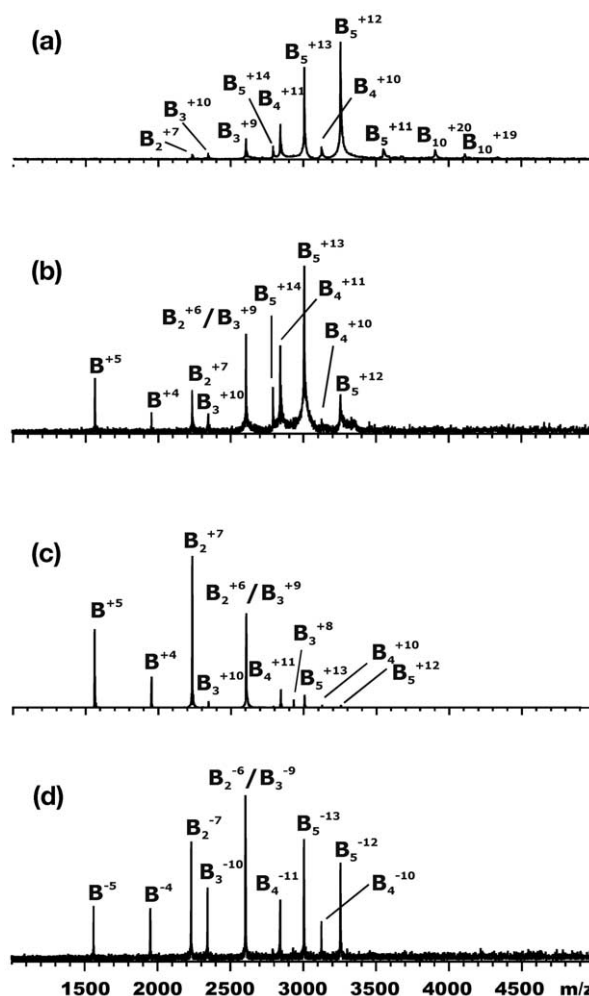 (a)
B₂⁺⁷
B₃⁺¹⁰
B₃⁺⁹
B₅⁺¹⁴
B₄⁺¹¹
B₅⁺¹³
B₅⁺¹²
B₄⁺¹⁰
B₅⁺¹¹
B₁₀⁺²⁰
B₁₀⁺¹⁹
(b)
B⁺⁵
B⁺⁴
B₂⁺⁷
B₃⁺¹⁰
B₂⁺⁶/B₃⁺⁹
B₅⁺¹⁴
B₅⁺¹³
B₄⁺¹¹
B₄⁺¹⁰
B₅⁺¹²
(c)
B⁺⁵
B⁺⁴
B₂⁺⁷
B₃⁺¹⁰
B₂⁺⁶/B₃⁺⁹
B₄⁺¹¹
B₃⁺⁸
B₅⁺¹³
B₄⁺¹⁰
B₅⁺¹²
(d)
B⁻⁵
B⁻⁴
B₂⁻⁷
B₃⁻¹⁰
B₂⁻⁶/B₃⁻⁹
B₄⁻¹¹
B₅⁻¹³
B₅⁻¹²
B₄⁻¹⁰
1500 2000 2500 3000 3500 4000 4500 m/z